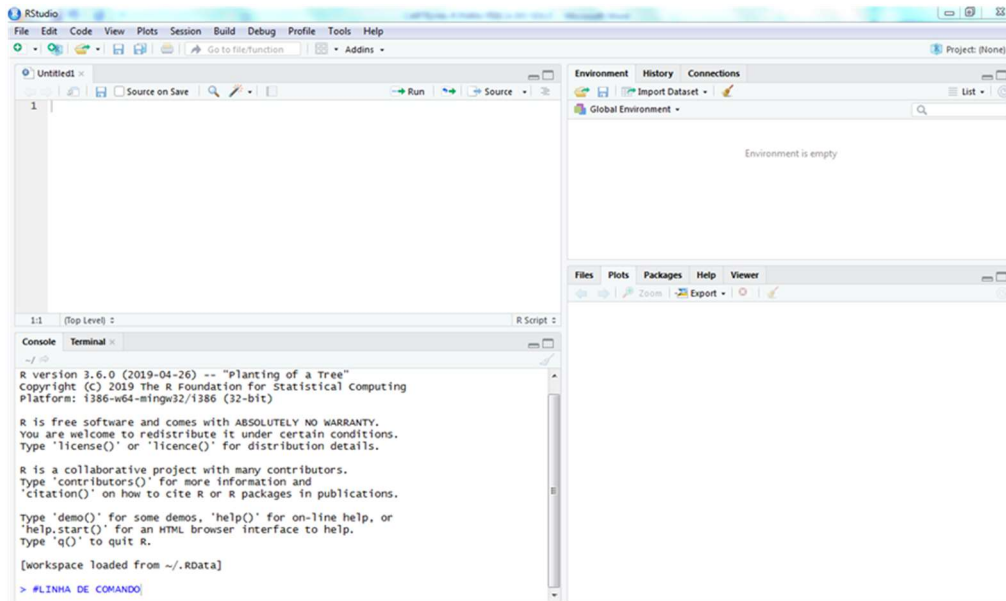 RStudio
File Edit Code View Plots Session Build Debug Profile Tools Help
Go to file/function Addins Project: (None)
Untitled1
Source on Save Run Source
1
1:1 (Top Level) R Script
Console Terminal
~/
R version 3.6.0 (2019-04-26) -- "Planting of a Tree"
Copyright (C) 2019 The R Foundation for Statistical Computing
Platform: i386-w64-mingw32/i386 (32-bit)
R is free software and comes with ABSOLUTELY NO WARRANTY.
You are welcome to redistribute it under certain conditions.
Type 'license()' or 'licence()' for distribution details.
R is a collaborative project with many contributors.
Type 'contributors()' for more information and
'citation()' on how to cite R or R packages in publications.
Type 'demo()' for some demos, 'help()' for on-line help, or
'help.start()' for an HTML browser interface to help.
Type 'q()' to quit R.
[Workspace loaded from ~/.RData]
> #LINHA DE COMANDO
Environment History Connections
Import Dataset List
Global Environment
Environment is empty
Files Plots Packages Help Viewer
Zoom Export